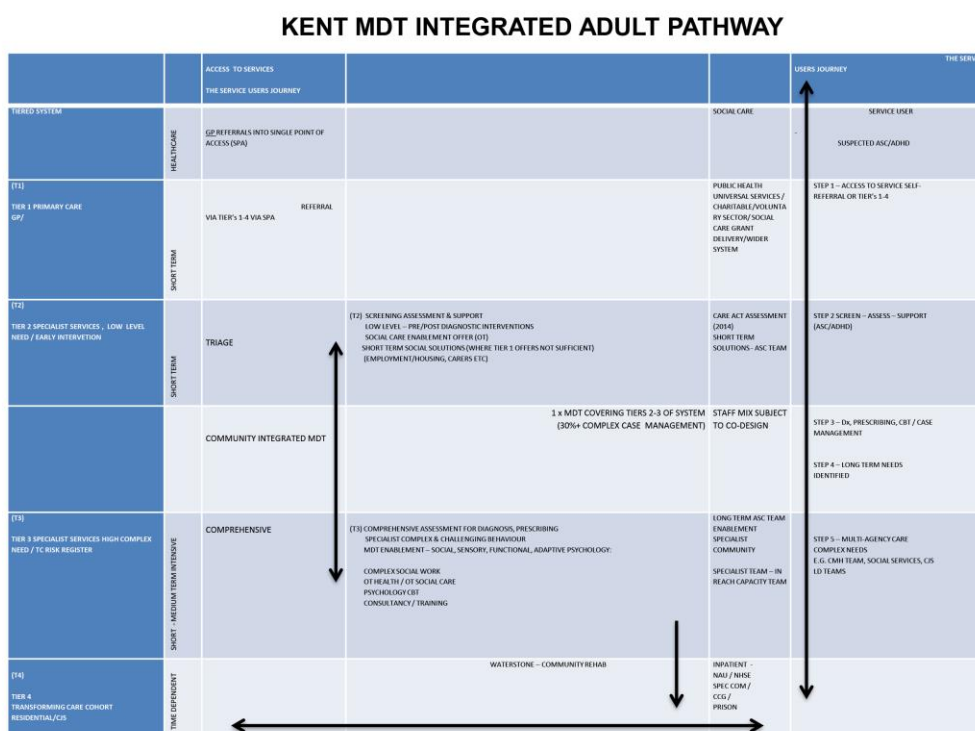 KENT MDT INTEGRATED ADULT PATHWAY
ACCESS TO SERVICES
THE SERVICE USERS JOURNEY
THE SERV
USERS JOURNEY
TIERED SYSTEM
HEALTHCARE
GP REFERRALS INTO SINGLE POINT OF
ACCESS (SPA)
SOCIAL CARE
-
SERVICE USER
SUSPECTED ASC/ADHD
(T1)
TIER 1 PRIMARY CARE
GP/
SHORT TERM
REFERRAL
VIA TIER's 1-4 VIA SPA
PUBLIC HEALTH
UNIVERSAL SERVICES /
CHARITABLE/VOLUNTA
RY SECTOR/ SOCIAL
CARE GRANT
DELIVERY/WIDER
SYSTEM
STEP 1 – ACCESS TO SERVICE SELF-
REFERRAL OR TIER's 1-4
(T2)
TIER 2 SPECIALIST SERVICES , LOW LEVEL
NEED / EARLY INTERVETION
SHORT TERM
TRIAGE
(T2) SCREENING ASSESSMENT & SUPPORT
LOW LEVEL – PRE/POST DIAGNOSTIC INTERVENTIONS
SOCIAL CARE ENABLEMENT OFFER (OT)
SHORT TERM SOCIAL SOLUTIONS (WHERE TIER 1 OFFERS NOT SUFFICIENT)
(EMPLOYMENT/HOUSING, CARERS ETC)
CARE ACT ASSESSMENT
(2014)
SHORT TERM
SOLUTIONS- ASC TEAM
STEP 2 SCREEN – ASSESS – SUPPORT
(ASC/ADHD)
COMMUNITY INTEGRATED MDT
1 x MDT COVERING TIERS 2-3 OF SYSTEM
(30%+ COMPLEX CASE MANAGEMENT)
STAFF MIX SUBJECT
TO CO-DESIGN
STEP 3 – Dx, PRESCRIBING, CBT / CASE
MANAGEMENT
STEP 4 – LONG TERM NEEDS
IDENTIFIED
(T3)
TIER 3 SPECIALIST SERVICES HIGH COMPLEX
NEED / TC RISK REGISTER
SHORT - MEDIUM TERM INTENSIVE
COMPREHENSIVE
(T3) COMPREHENSIVE ASSESSMENT FOR DIAGNOSIS, PRESCRIBING
SPECIALIST COMPLEX & CHALLENGING BEHAVIOUR
MDT ENABLEMENT – SOCIAL, SENSORY, FUNCTIONAL, ADAPTIVE PSYCHOLOGY:
COMPLEX SOCIAL WORK
OT HEALTH / OT SOCIAL CARE
PSYCHOLOGY CBT
CONSULTANCY / TRAINING
LONG TERM ASC TEAM
ENABLEMENT
SPECIALIST
COMMUNITY
SPECIALIST TEAM – IN
REACH CAPACITY TEAM
STEP 5 – MULTI-AGENCY CARE
COMPLEX NEEDS
E.G. CMH TEAM, SOCIAL SERVICES, CJS
LD TEAMS
(T4)
TIER 4
TRANSFORMING CARE COHORT
RESIDENTIAL/CJS
TIME DEPENDENT
WATERSTONE – COMMUNITY REHAB
INPATIENT -
NAU / NHSE
SPEC COM /
CCG /
PRISON